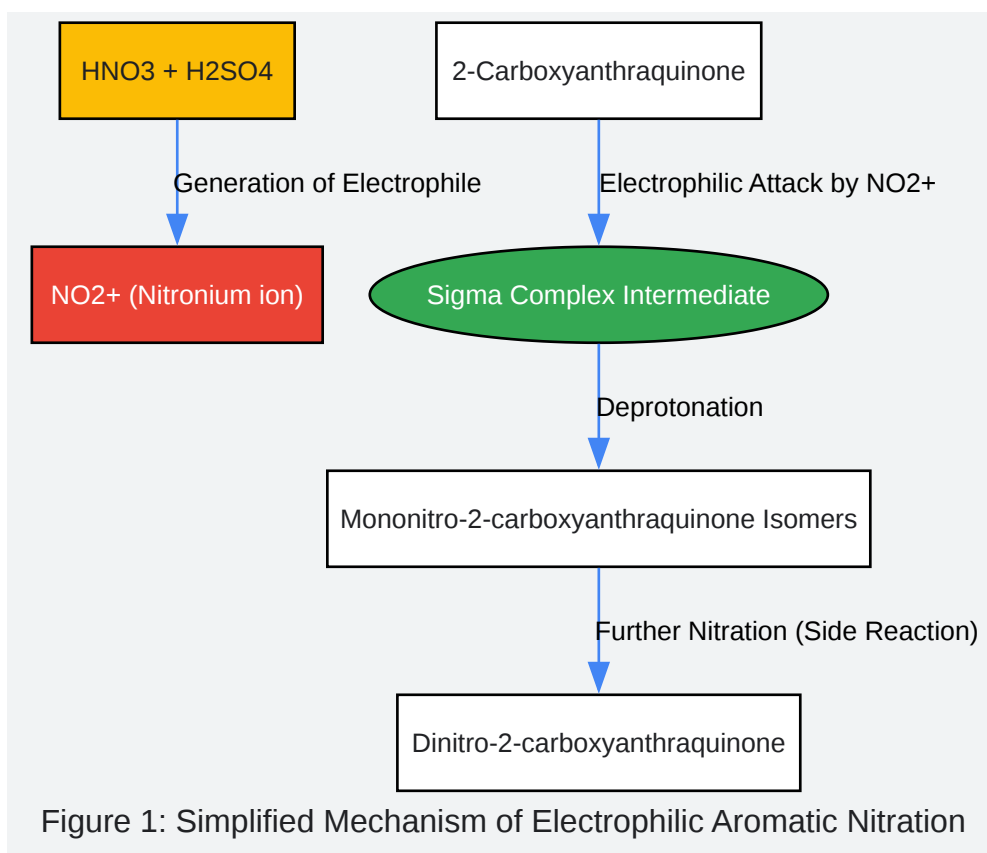 HNO3 + H2SO4
2-Carboxyanthraquinone
Generation of Electrophile
Electrophilic Attack by NO2+
NO2+ (Nitronium ion)
Sigma Complex Intermediate
Deprotonation
Mononitro-2-carboxyanthraquinone Isomers
Further Nitration (Side Reaction)
Dinitro-2-carboxyanthraquinone
Figure 1: Simplified Mechanism of Electrophilic Aromatic Nitration